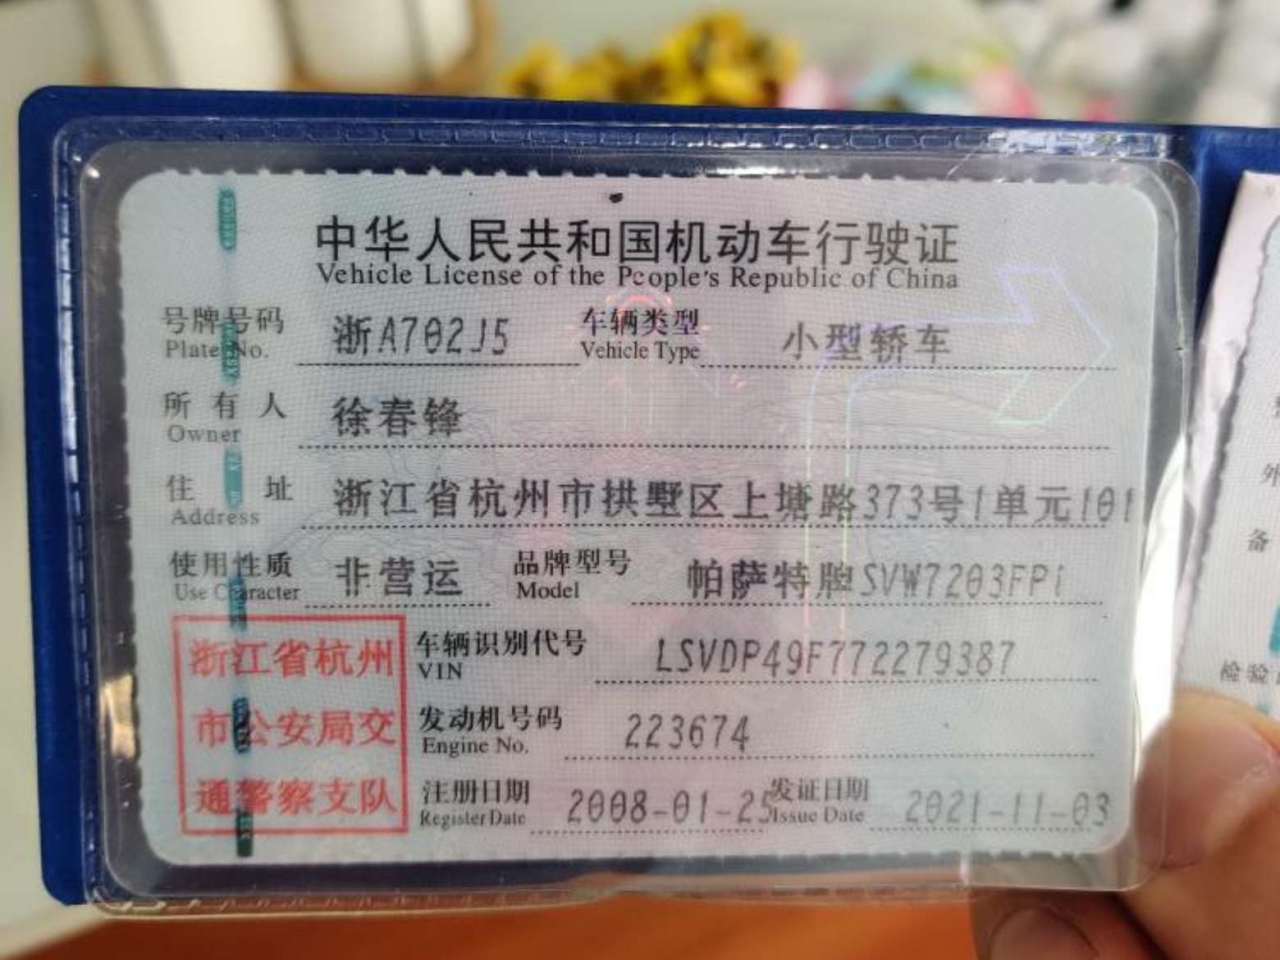 中华人民共和国机动车行驶证
Vehicle License of the People's Republic of China
号牌号码 浙A702J5 车辆类型 小型轿车
Plate No. Vehicle Type
所有人 徐春锋
Owner
住址 浙江省杭州市拱墅区上塘路373号1单元101
Address
使用性质 非营运 品牌型号 帕萨特牌SVW7203FPi
Use Character Model
浙江省杭州
市公安局交
通警察支队
车辆识别代号 LSVDP49F772279387
VIN
发动机号码 223674
Engine No.
注册日期 2008-01-25 发证日期 2021-11-03
Register Date Issue Date
外
备
检验